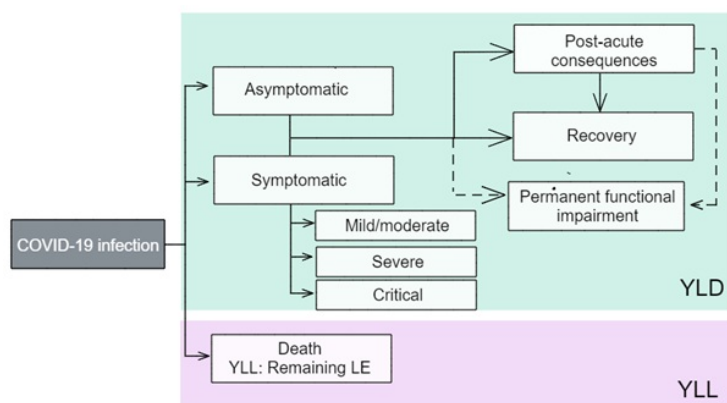 Post-acute
consequences
Asymptomatic
Recovery
Symptomatic
Permanent functional
impairment
Mild/moderate
COVID-19 infection
Severe
Critical
YLD
Death
YLL: Remaining LE
YLL